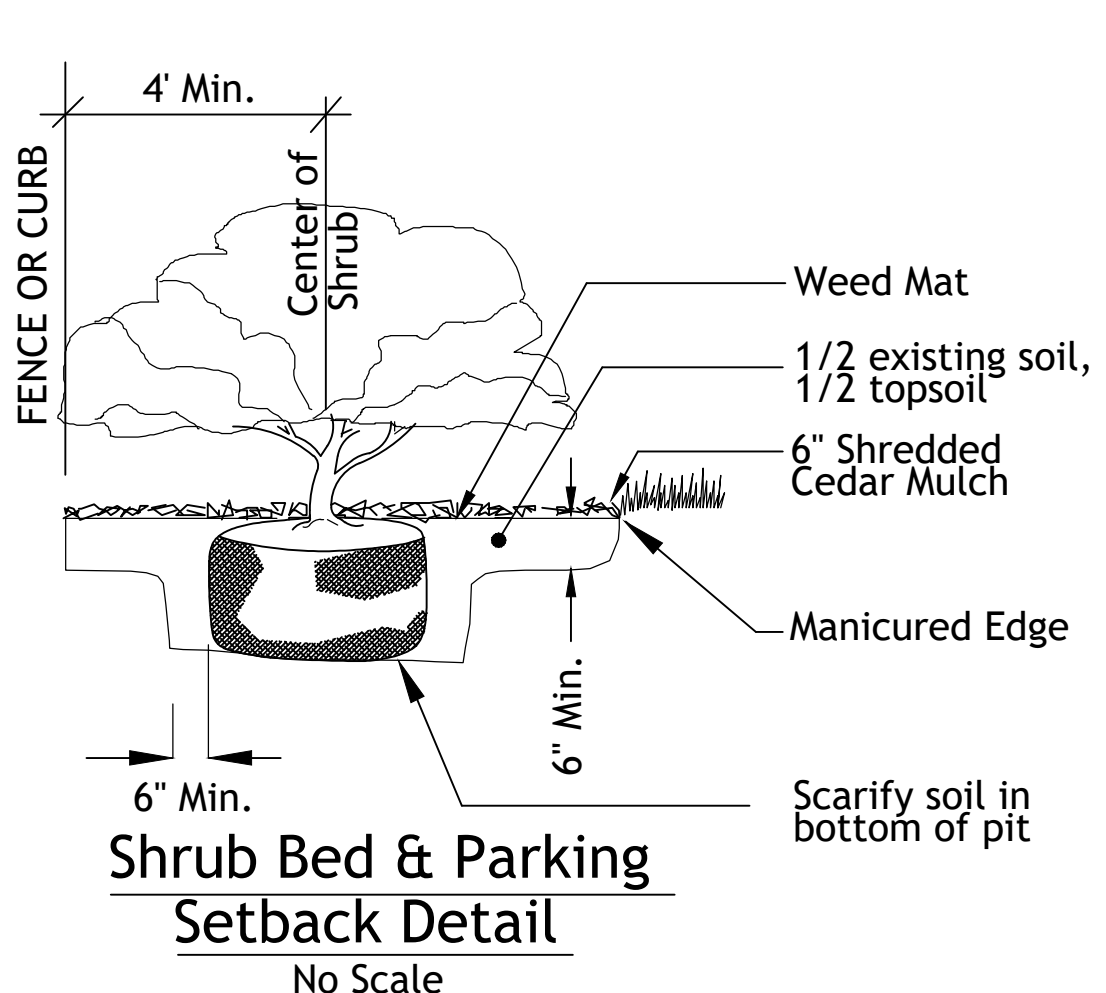 4' Min.
FENCE OR CURB
Center of
Shrub
Weed Mat
1/2 existing soil,
1/2 topsoil
6" Shredded
Cedar Mulch
Manicured Edge
6" Min.
6" Min.
Scarify soil in
bottom of pit
Shrub Bed & Parking
Setback Detail
No Scale